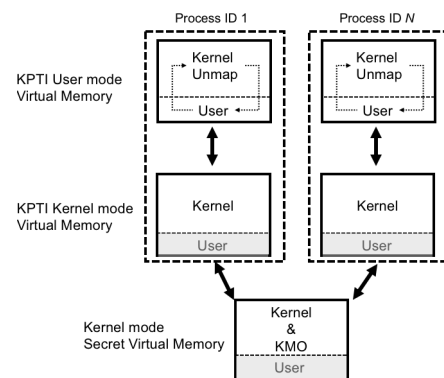 Process ID 1
Process ID N
KPTI User mode
Virtual Memory
Kernel
Unmap
User
Kernel
Unmap
User
KPTI Kernel mode
Virtual Memory
Kernel
User
Kernel
User
Kernel mode
Secret Virtual Memory
Kernel
&
KMO
User